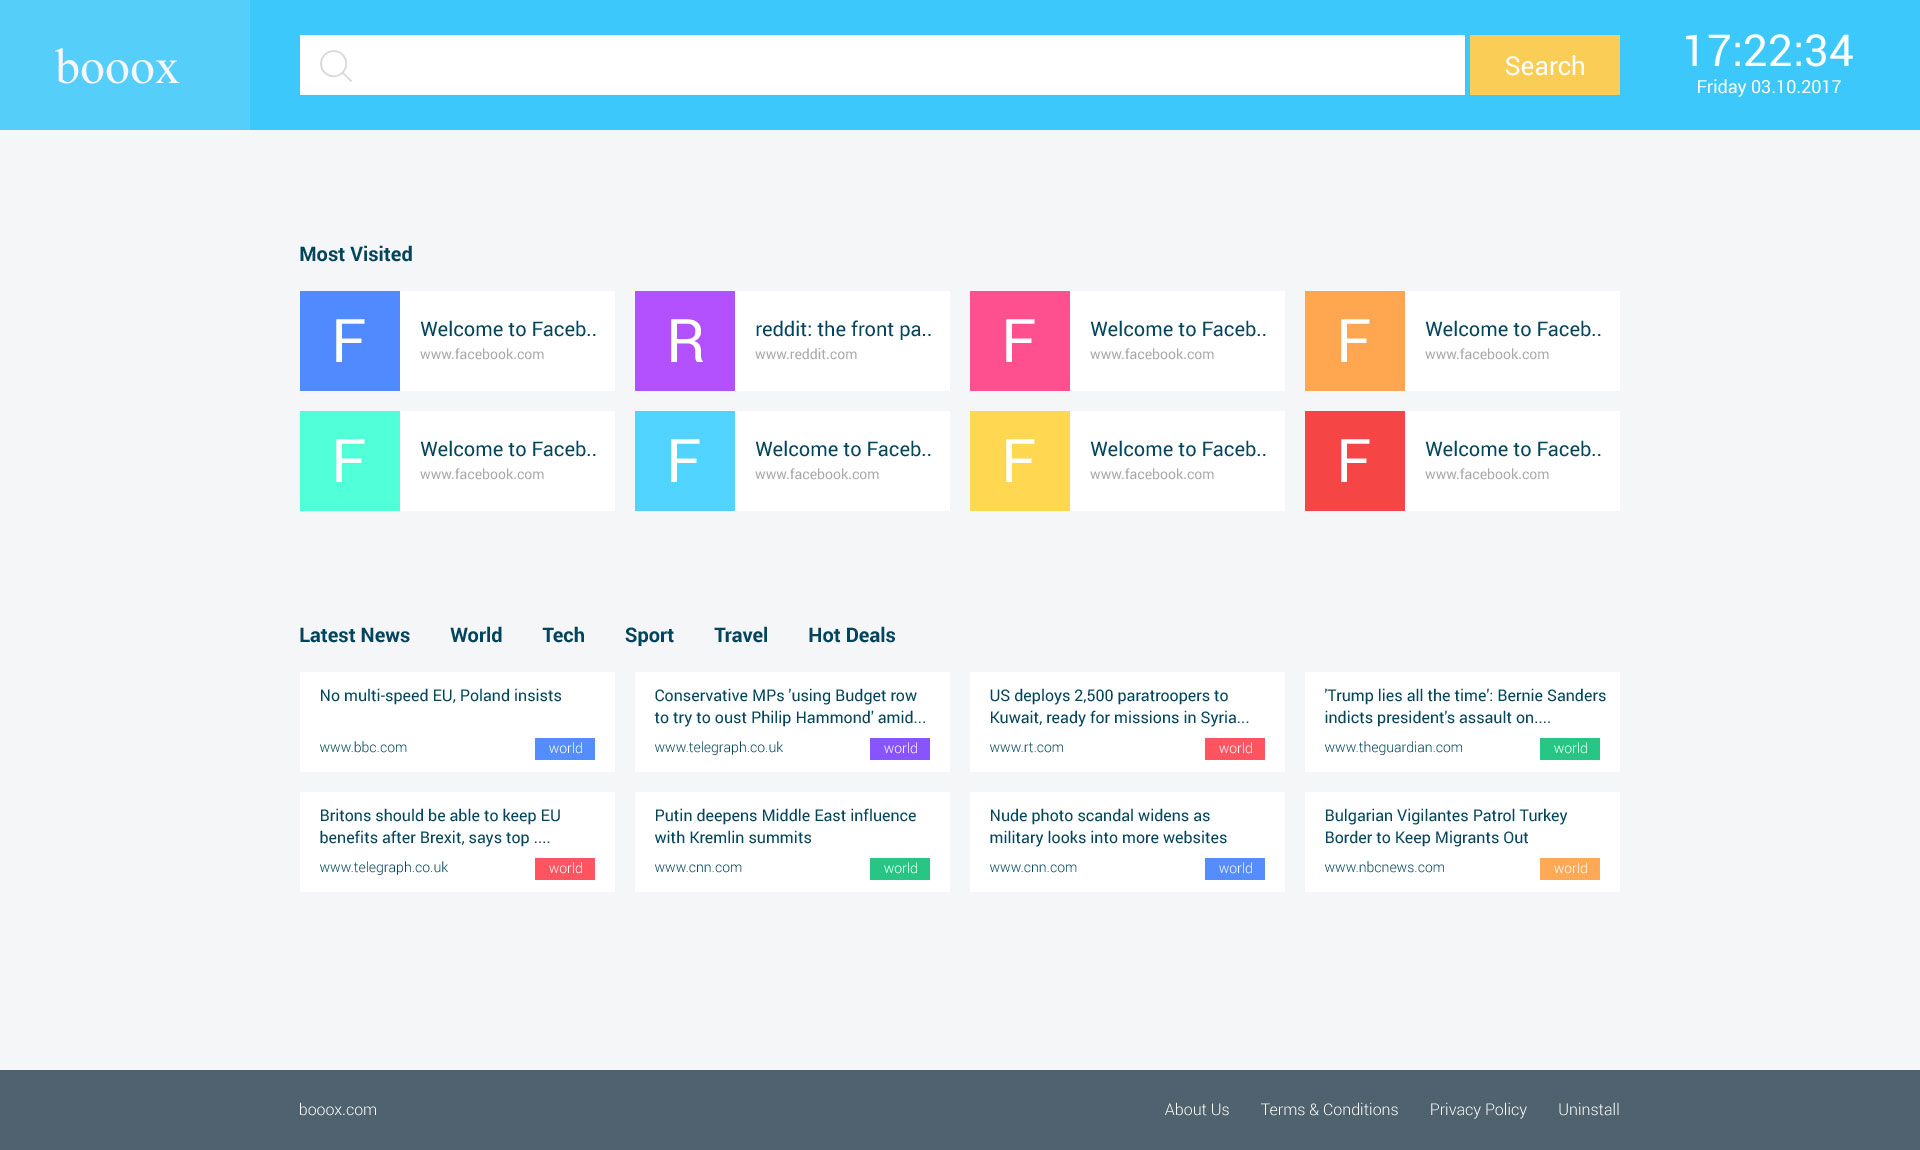 booox
Search
17:22:34
Friday 03.10.2017
Most Visited
F
Welcome to Faceb..
www.facebook.com
R
reddit: the front pa..
www.reddit.com
F
Welcome to Faceb..
www.facebook.com
F
Welcome to Faceb..
www.facebook.com
F
Welcome to Faceb..
www.facebook.com
F
Welcome to Faceb..
www.facebook.com
F
Welcome to Faceb..
www.facebook.com
F
Welcome to Faceb..
www.facebook.com
Latest News World Tech Sport Travel Hot Deals
No multi-speed EU, Poland insists
www.bbc.com world
Conservative MPs 'using Budget row
to try to oust Philip Hammond' amid...
www.telegraph.co.uk world
US deploys 2,500 paratroopers to
Kuwait, ready for missions in Syria...
www.rt.com world
'Trump lies all the time': Bernie Sanders
indicts president's assault on....
www.theguardian.com world
Britons should be able to keep EU
benefits after Brexit, says top ....
www.telegraph.co.uk world
Putin deepens Middle East influence
with Kremlin summits
www.cnn.com world
Nude photo scandal widens as
military looks into more websites
www.cnn.com world
Bulgarian Vigilantes Patrol Turkey
Border to Keep Migrants Out
www.nbcnews.com world
booox.com About Us Terms & Conditions Privacy Policy Uninstall